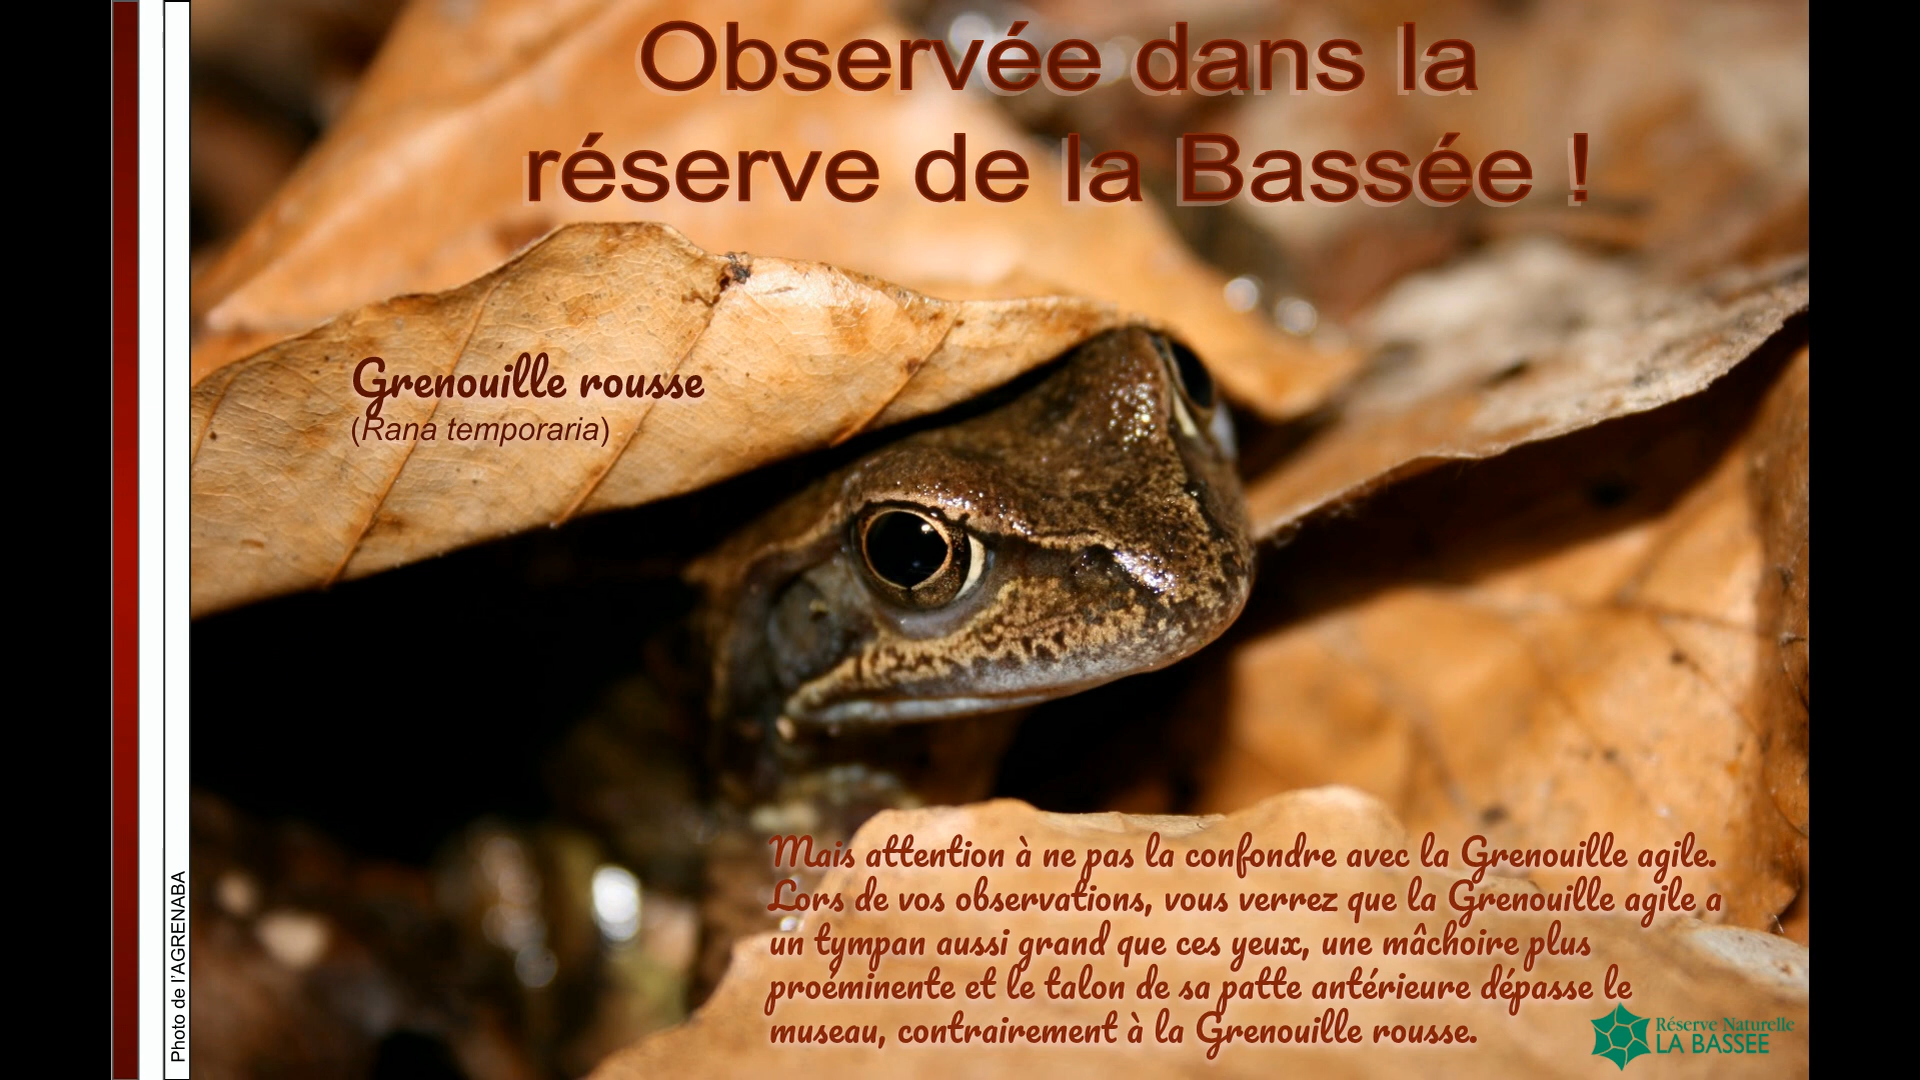 Observée dans la
réserve de la Bassée !
Grenouille rousse
(Rana temporaria)
Mais attention à ne pas la confondre avec la Grenouille agile.
Lors de vos observations, vous verrez que la Grenouille agile a
un tympan aussi grand que ces yeux, une mâchoire plus
proéminente et le talon de sa patte antérieure dépasse le
museau, contrairement à la Grenouille rousse.
Photo de l'AGRENABA
Réserve Naturelle
LA BASSEE